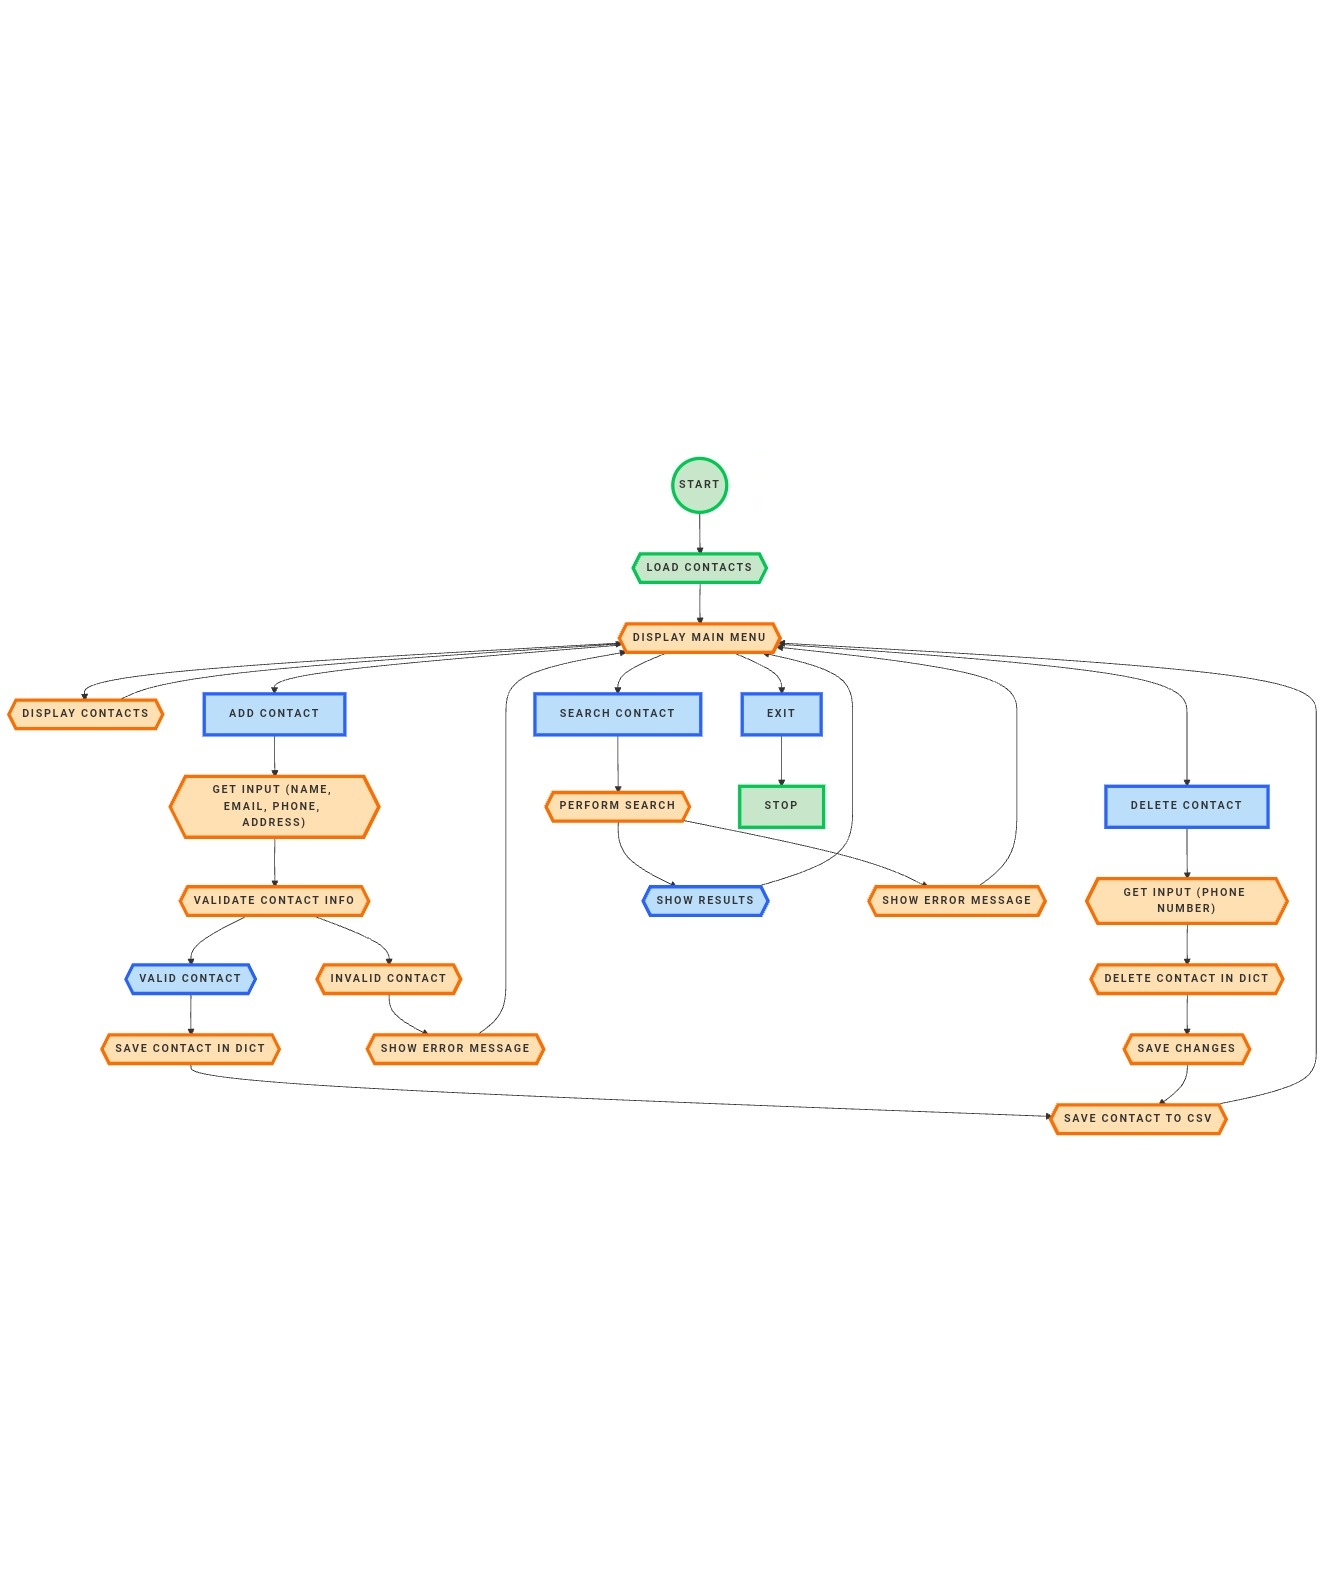 START
LOAD CONTACTS
DISPLAY MAIN MENU
DISPLAY CONTACTS
ADD CONTACT
SEARCH CONTACT
EXIT
GET INPUT (NAME,
EMAIL, PHONE,
ADDRESS)
PERFORM SEARCH
STOP
DELETE CONTACT
VALIDATE CONTACT INFO
SHOW RESULTS
SHOW ERROR MESSAGE
GET INPUT (PHONE
NUMBER)
VALID CONTACT
INVALID CONTACT
DELETE CONTACT IN DICT
SAVE CONTACT IN DICT
SHOW ERROR MESSAGE
SAVE CHANGES
SAVE CONTACT TO CSV